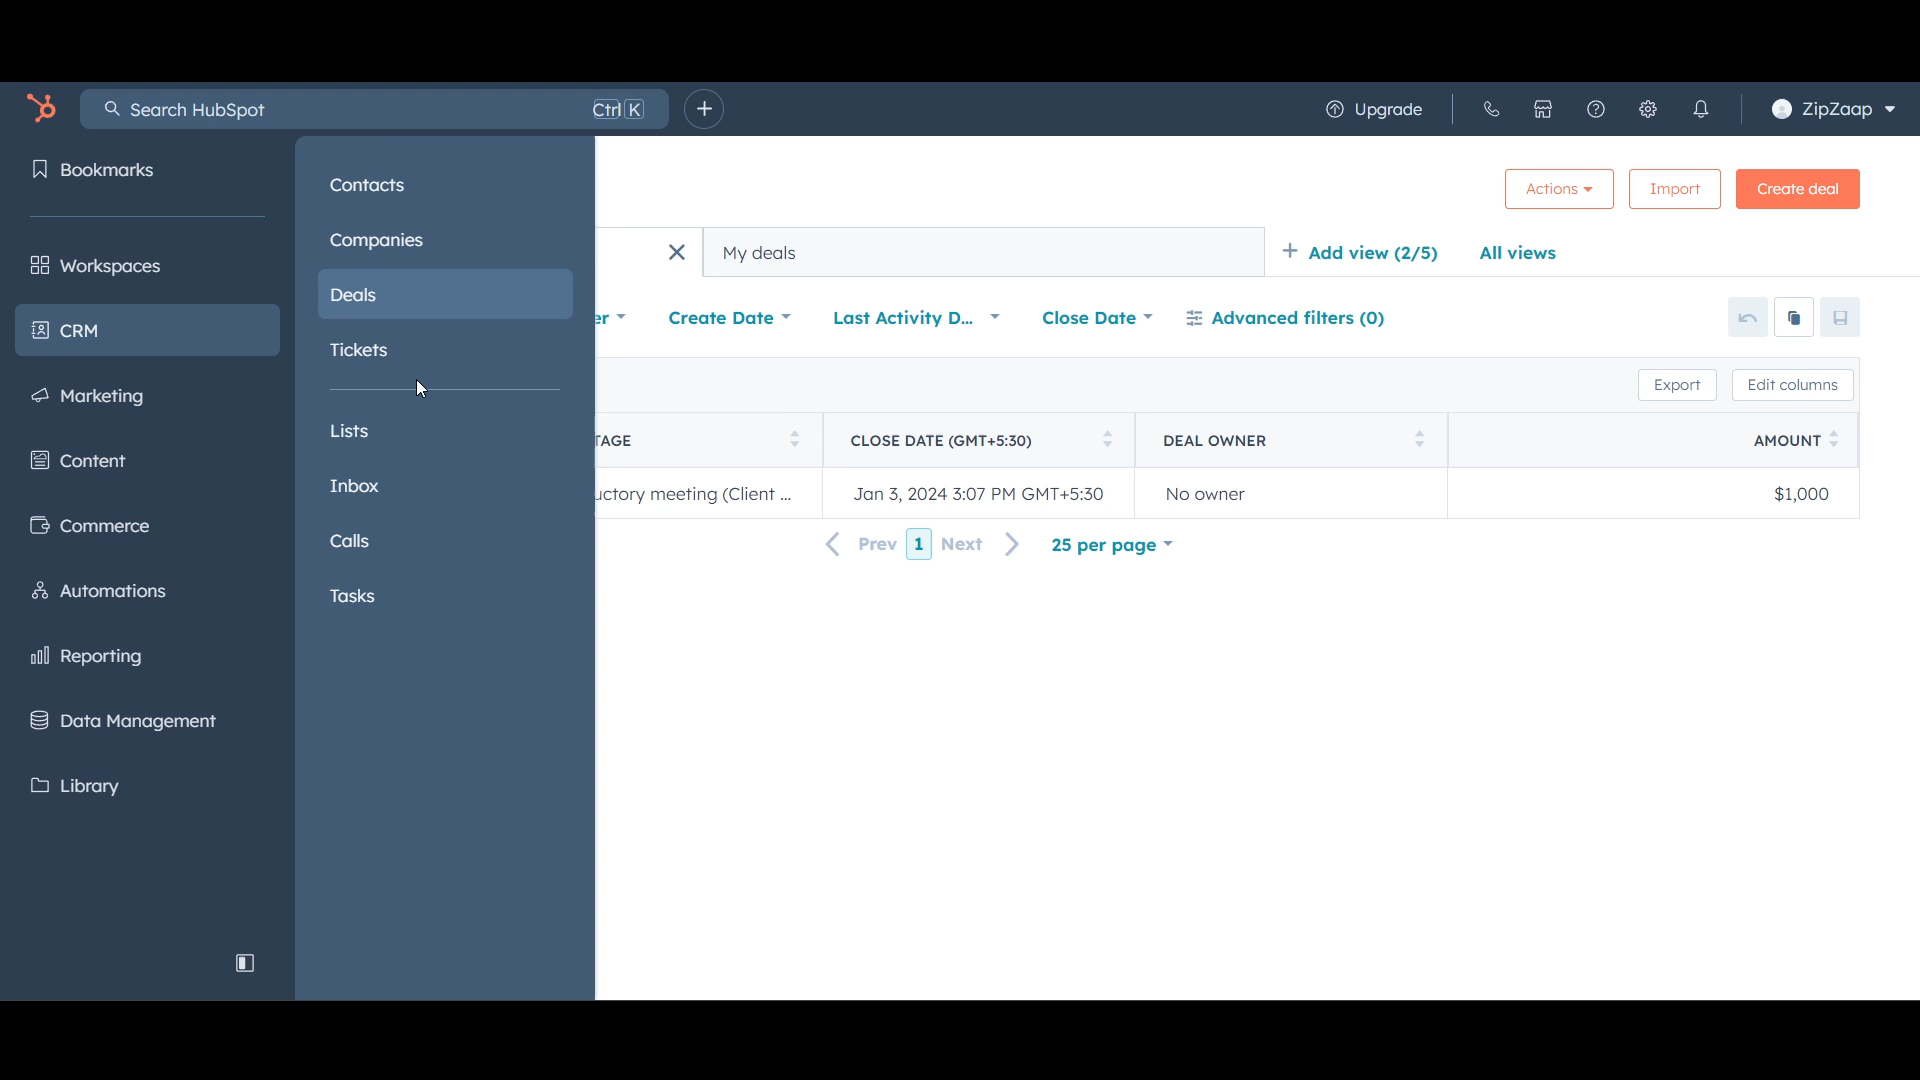 Search HubSpot Ctrl K
Upgrade
ZipZaap
Bookmarks
Workspaces
CRM
Marketing
Content
Commerce
Automations
Reporting
Data Management
Library
Contacts
Companies
Deals
Tickets
Lists
Inbox
Calls
Tasks
Actions Import Create deal
My deals + Add view (2/5) All views
er Create Date Last Activity D... Close Date Advanced filters (0)
Export Edit columns
TAGE CLOSE DATE (GMT+5:30) DEAL OWNER AMOUNT
uctory meeting (Client ... Jan 3, 2024 3:07 PM GMT+5:30 No owner $1,000
Prev 1 Next 25 per page